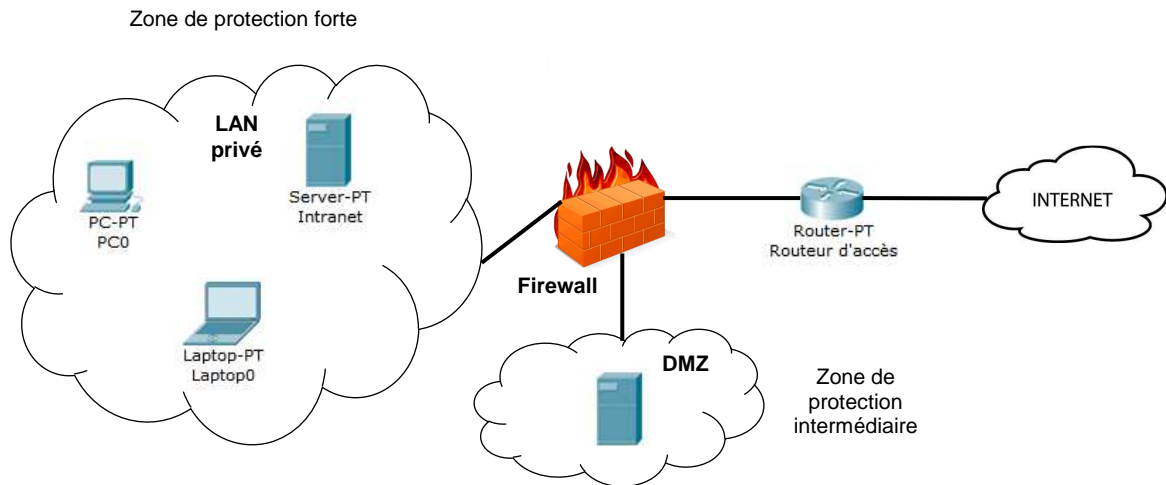 Zone de protection forte
LAN
privé
Server-PT
Intranet
PC-PT
PC0
Laptop-PT
Laptop0
Firewall
Router-PT
Routeur d'accès
INTERNET
DMZ
Zone de
protection
intermédiaire